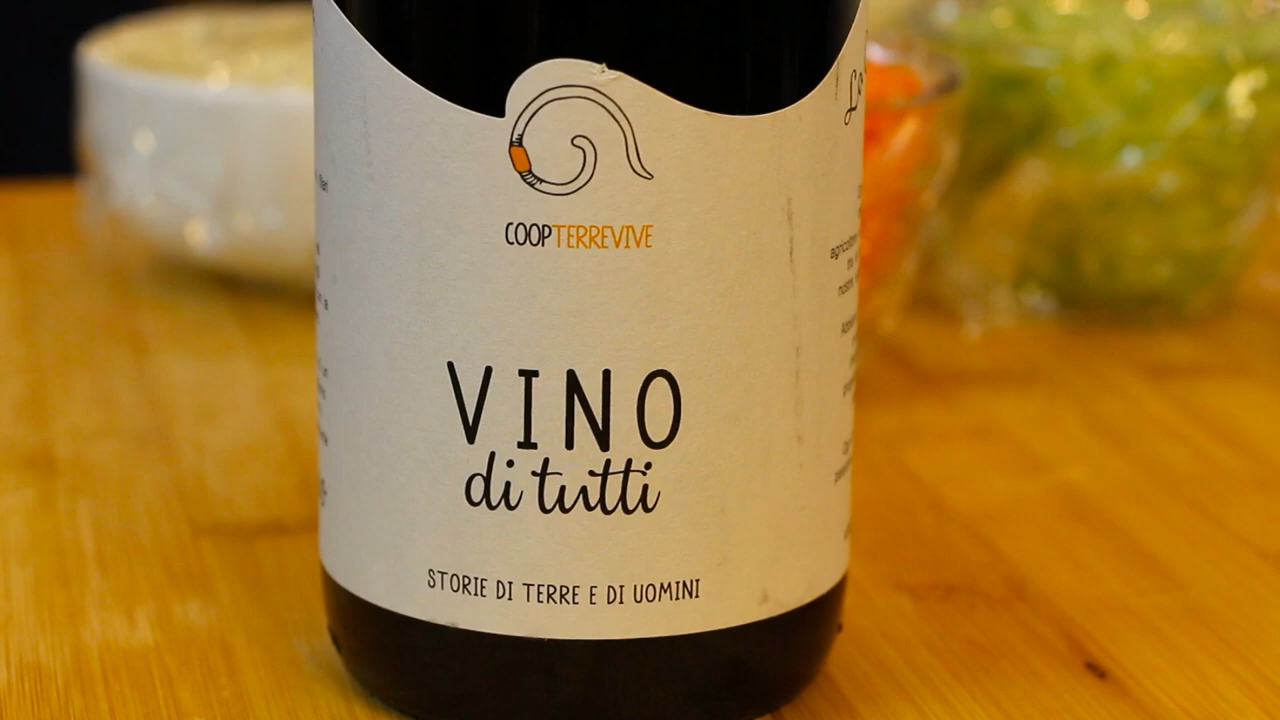 COOPTERREVIVE
VINO
di tutti
STORIE DI TERRE E DI UOMINI